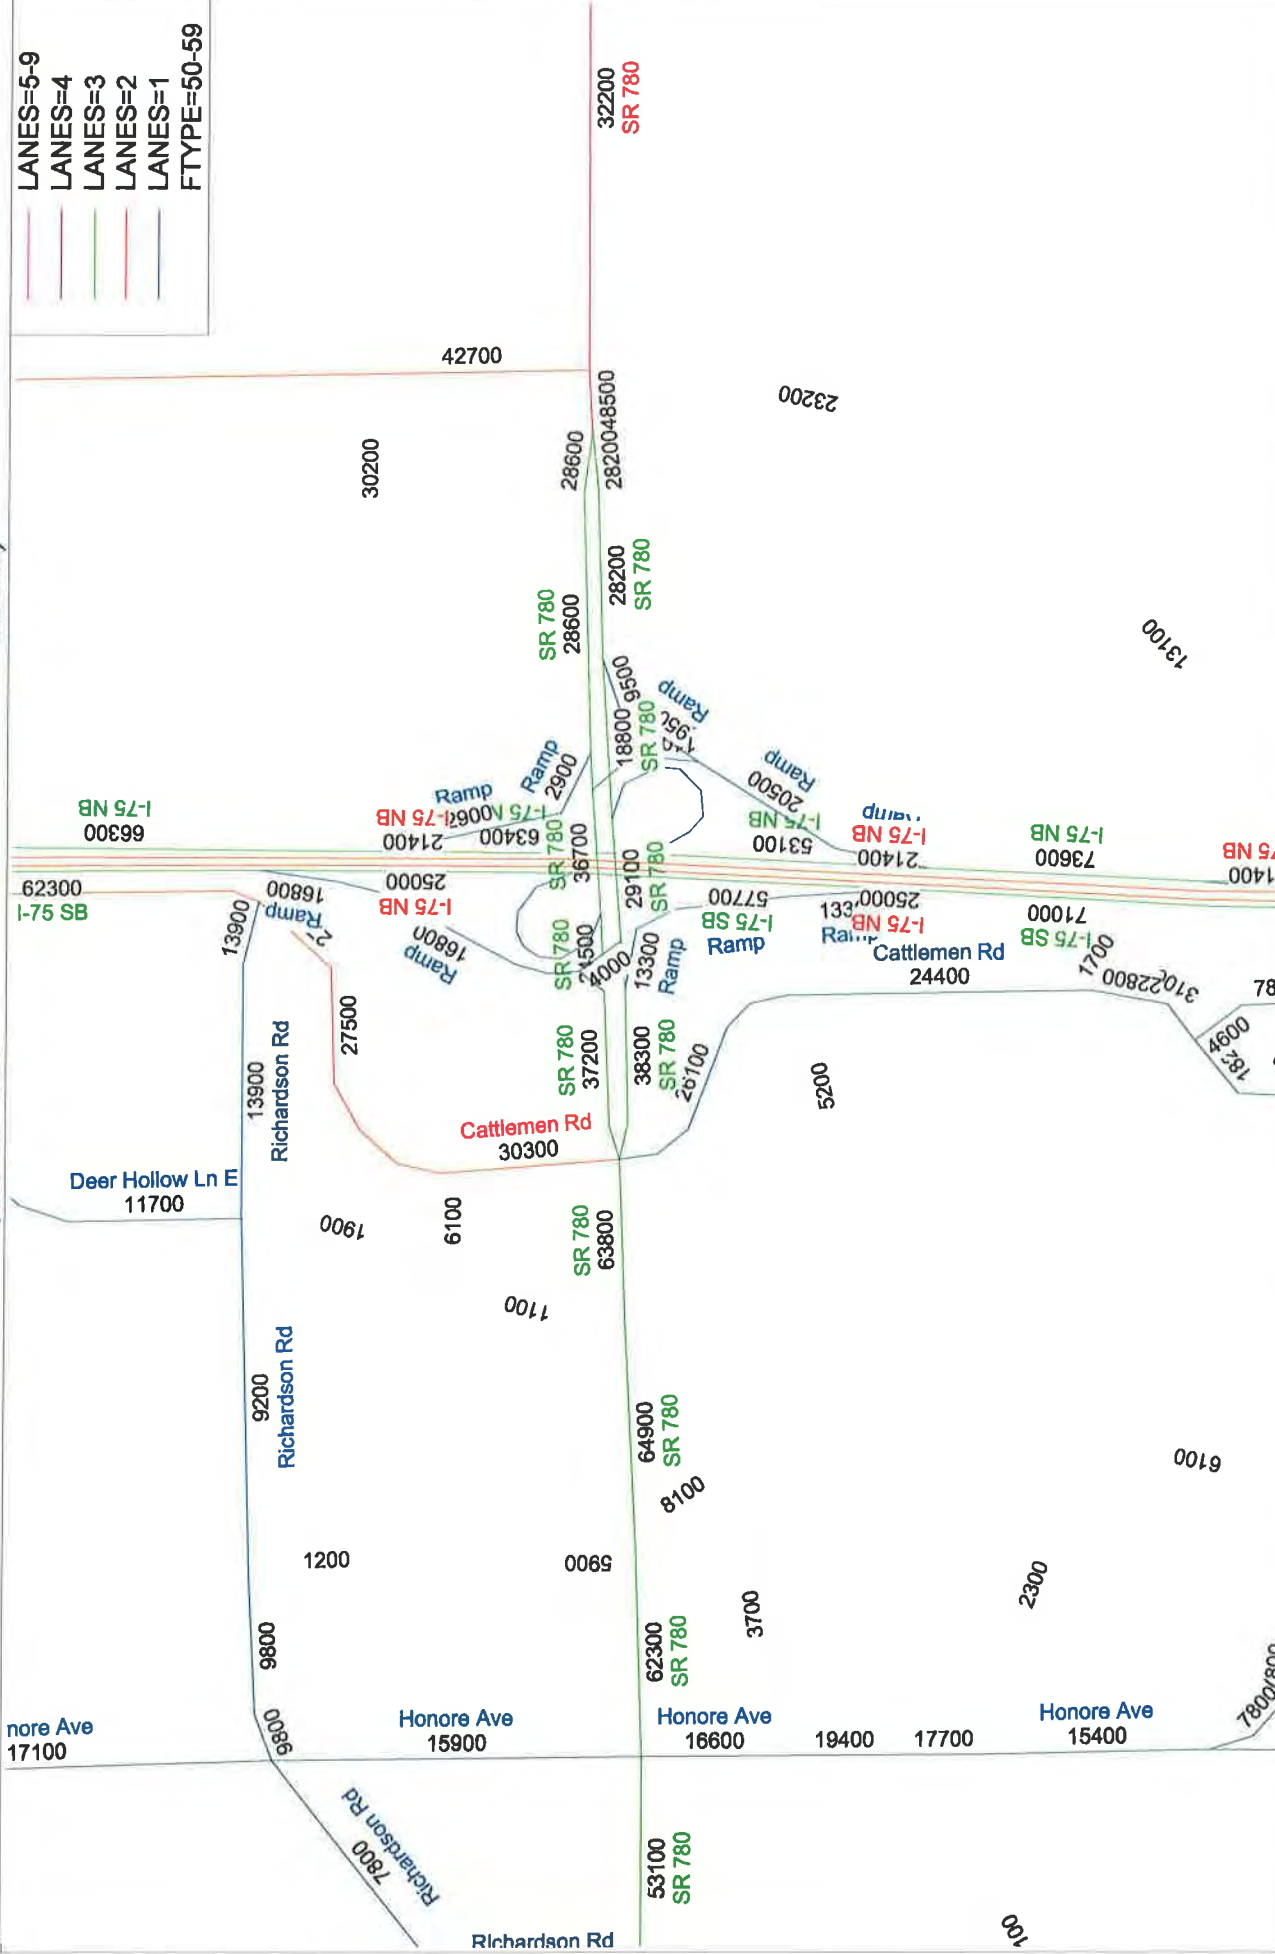 LANES=5-9
LANES=4
LANES=3
LANES=2
LANES=1
FTYPE=50-59
32200
SR 780
42700
30200
23200
28600
28200
48500
SR 780
28600
28200
SR 780
13100
9500
Ramp
18800
SR 780
Ramp
2900
Ramp
20500
I-75 NB
66300
I-75 NB
21400
Ramp
I-75 NB
63400
SR 780
36700
I-75 NB
53100
I-75 NB
21400
I-75 NB
73600
29100
SR 780
62300
I-75 SB
16800
Ramp
25000
I-75 NB
16800
Ramp
13900
SR 780
21500
4000
13300
Ramp
57700
I-75 SB
Ramp
25000
I-75 NB
71000
I-75 SB
Cattlemen Rd
24400
1700
22800
4600
27500
13900
Richardson Rd
SR 780
37200
38300
SR 780
26100
5200
Cattlemen Rd
30300
Deer Hollow Ln E
11700
1900
6100
SR 780
63800
1100
9200
Richardson Rd
64900
SR 780
8100
6100
1200
5900
3700
2300
9800
62300
SR 780
nore Ave
17100
9800
Honore Ave
15900
Honore Ave
16600
19400
17700
Honore Ave
15400
7800
Richardson Rd
7800
53100
SR 780
Richardson Rd
100